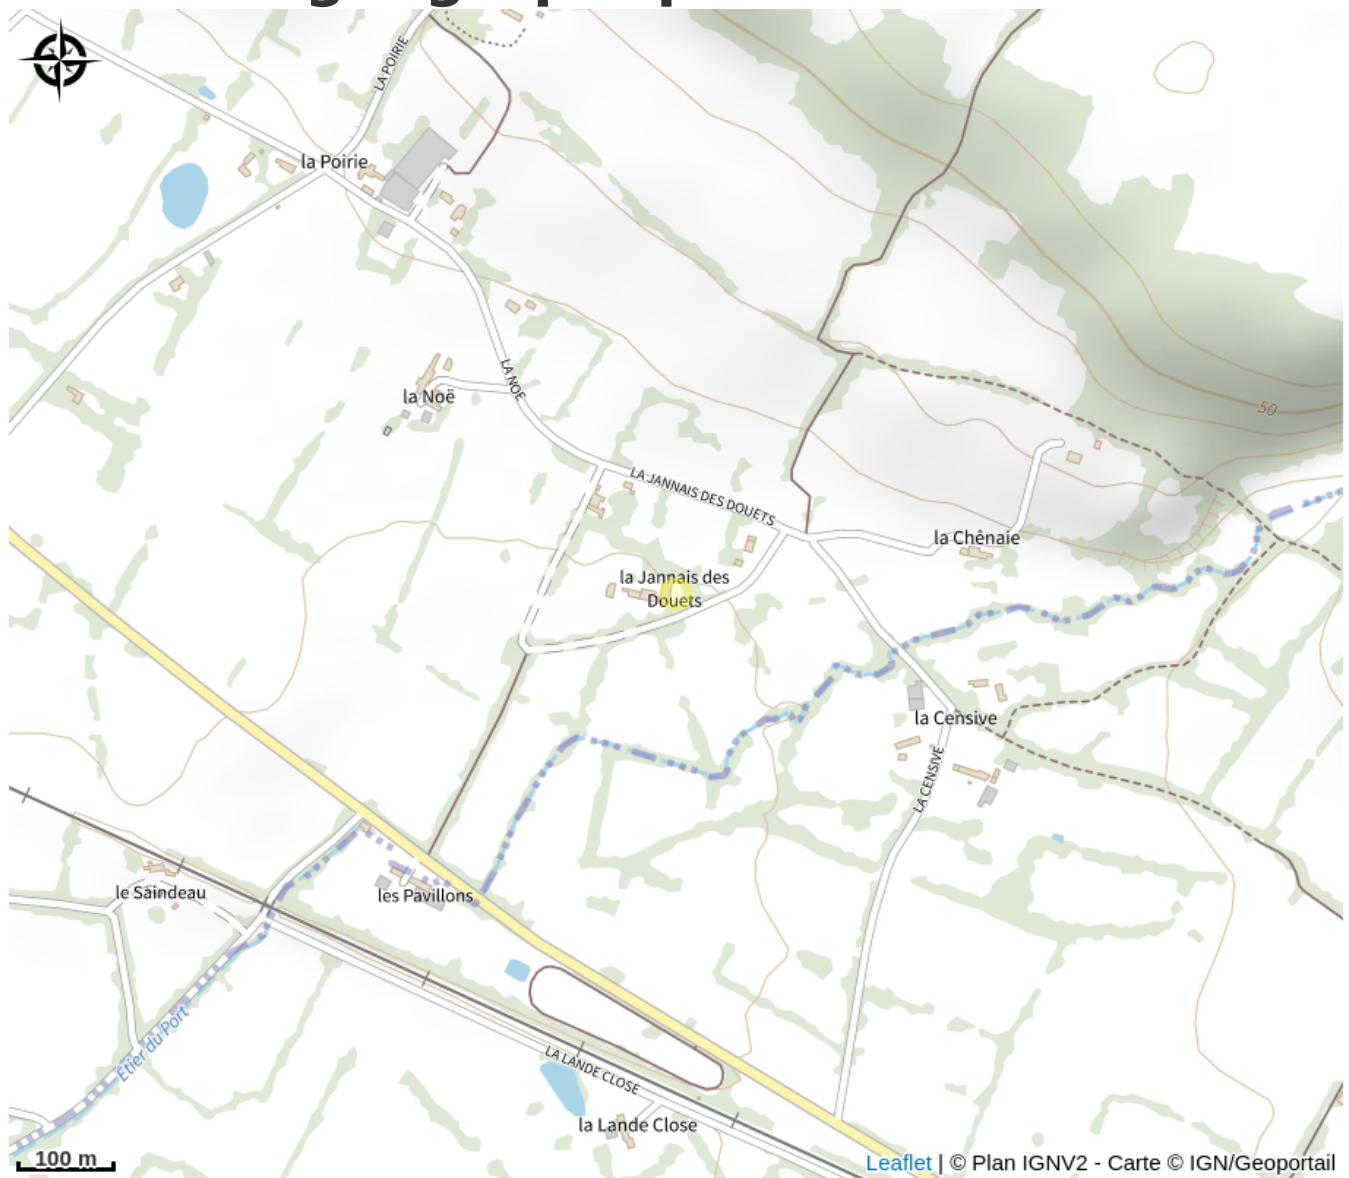 LA POIRIE
la Poirie
LA NOE
la Noë
50
LA JANNAIS DES DOUETS
la Chênaie
la Jannais des
Douets
la Censive
LA CENSIVE
le Saindeau
les Pavillons
Étier du Port
LA LANDE CLOSE
la Lande Close
100 m
Leaflet | © Plan IGNV2 - Carte © IGN/Geoportail